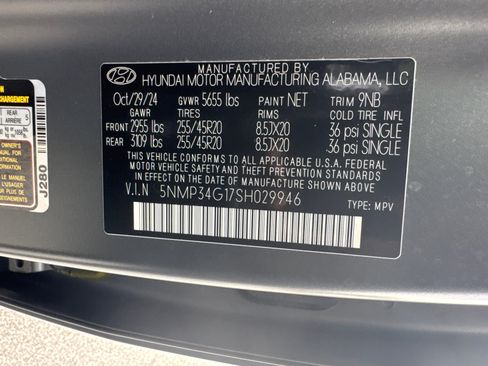 MANUFACTURED BY
HYUNDAI MOTOR MANUFACTURING ALABAMA, LLC
Oct/29/24 GVWR 5655 lbs PAINT NET TRIM 9NB
GAWR TIRES RIMS COLD TIRE INFL
FRONT 2955 lbs 255/45R20 8.5JX20 36 psi SINGLE
REAR 3109 lbs 255/45R20 8.5JX20 36 psi SINGLE
THIS VEHICLE CONFORMS TO ALL APPLICABLE U.S.A. FEDERAL
MOTOR VEHICLE SAFETY, BUMPER, AND THEFT PREVENTION STANDARDS
IN EFFECT ON THE DATE OF MANUFACTURE SHOWN ABOVE.
V.I.N 5NMP34G17SH029946
TYPE: MPV
CHARGEMENT
REAR
ARRIÈRE
J280